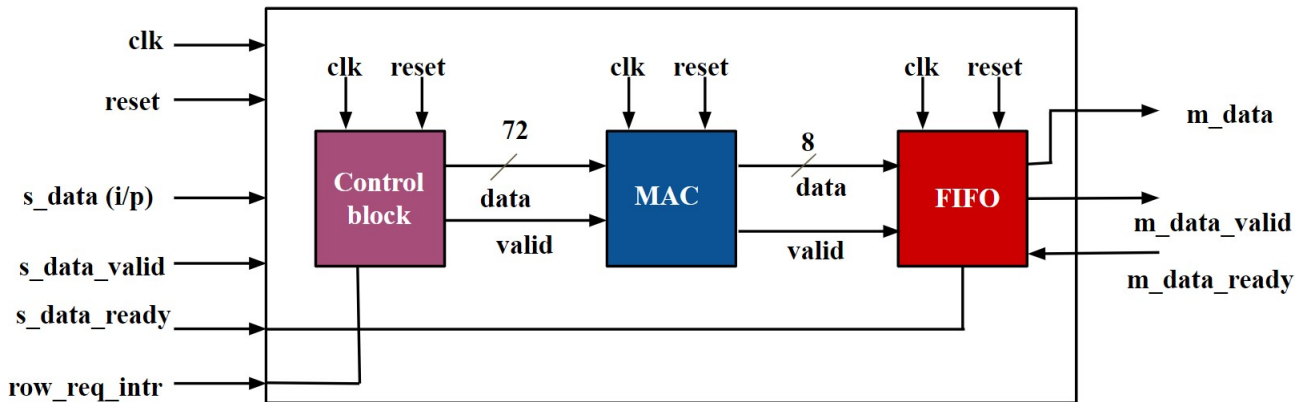 clk
reset
s_data (i/p)
s_data_valid
s_data_ready
row_req_intr
clk reset
Control
block
72
data
valid
clk reset
MAC
8
data
valid
clk reset
FIFO
m_data
m_data_valid
m_data_ready